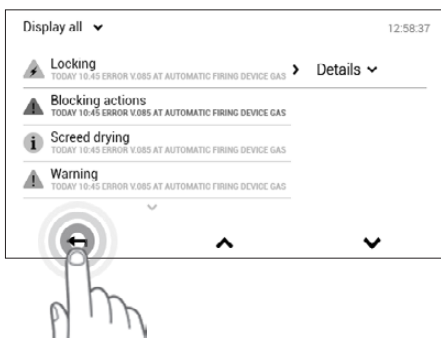 Display all
12:58:37
Locking
TODAY 10.45 ERROR V.085 AT AUTOMATIC FIRING DEVICE GAS
Details
Blocking actions
TODAY 10:45 ERROR V.085 AT AUTOMATIC FIRING DEVICE GAS
Screed drying
TODAY 10:45 ERROR V.085 AT AUTOMATIC FIRING DEVICE GAS
Warning
TODAY 10:45 ERROR V.085 AT AUTOMATIC FIRING DEVICE GAS